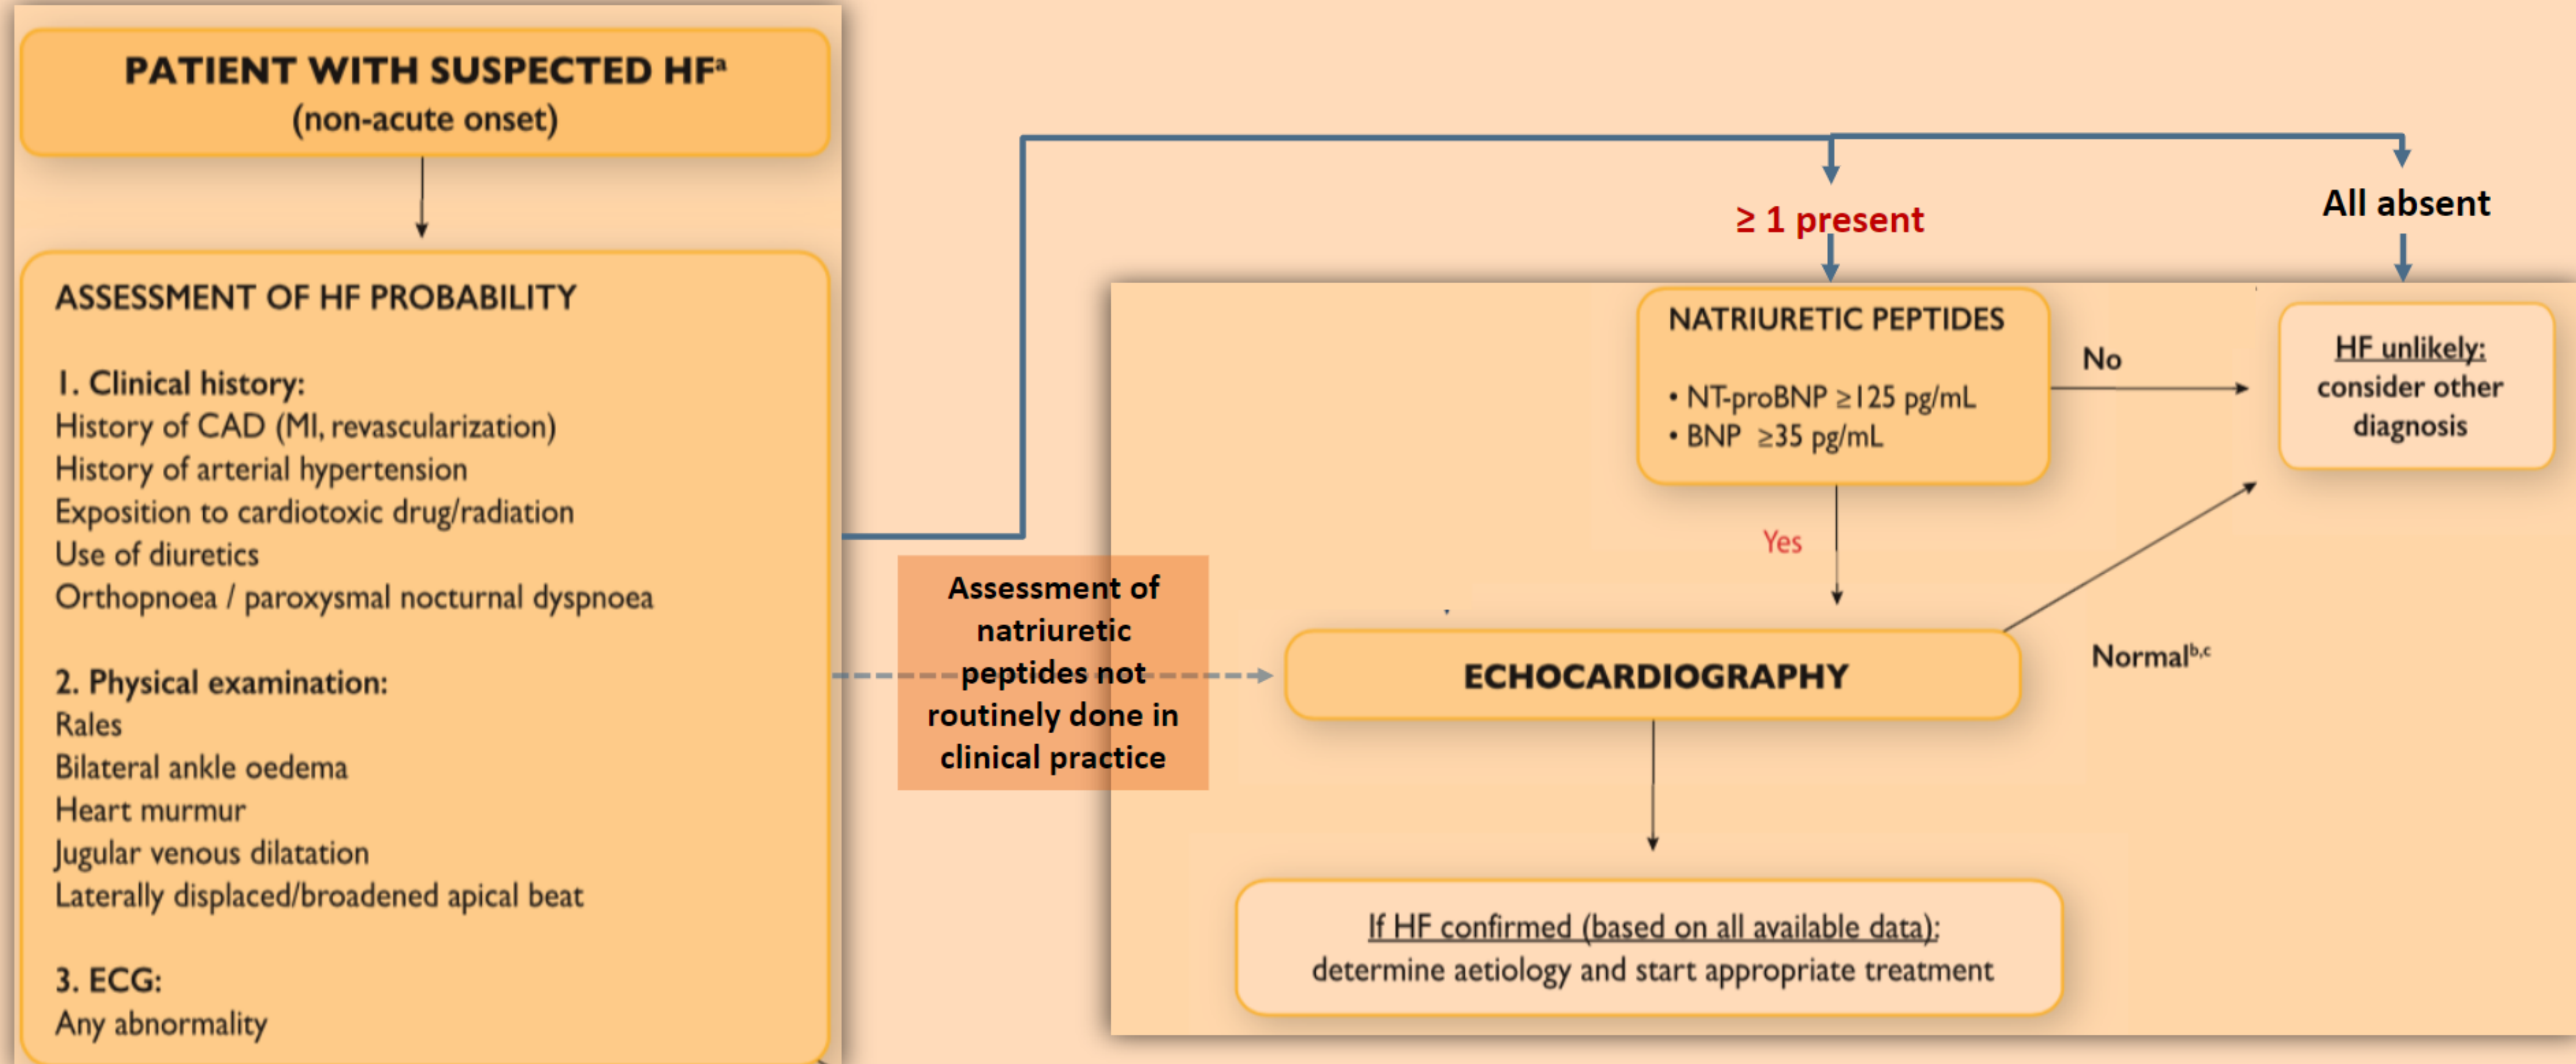 PATIENT WITH SUSPECTED HFᵃ
(non-acute onset)
ASSESSMENT OF HF PROBABILITY
1. Clinical history:
History of CAD (MI, revascularization)
History of arterial hypertension
Exposition to cardiotoxic drug/radiation
Use of diuretics
Orthopnoea / paroxysmal nocturnal dyspnoea
2. Physical examination:
Rales
Bilateral ankle oedema
Heart murmur
Jugular venous dilatation
Laterally displaced/broadened apical beat
3. ECG:
Any abnormality
Assessment of
natriuretic
peptides not
routinely done in
clinical practice
≥ 1 present
All absent
NATRIURETIC PEPTIDES
• NT-proBNP ≥125 pg/mL
• BNP ≥35 pg/mL
No
HF unlikely:
consider other
diagnosis
Yes
ECHOCARDIOGRAPHY
Normalᵇ,ᶜ
If HF confirmed (based on all available data):
determine aetiology and start appropriate treatment